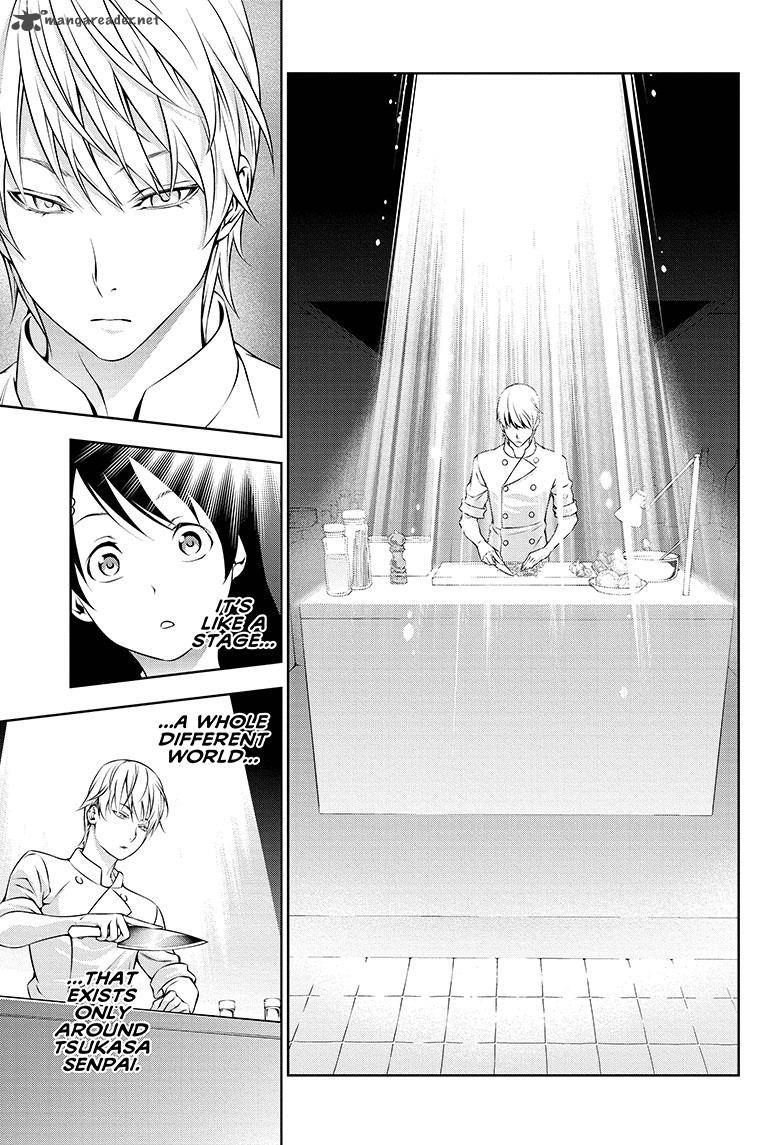 mangareader.net
IT'S
LIKE A
STAGE...
...A WHOLE
DIFFERENT
WORLD...
...THAT
EXISTS
ONLY
AROUND
TSUKASA
SENPAI.